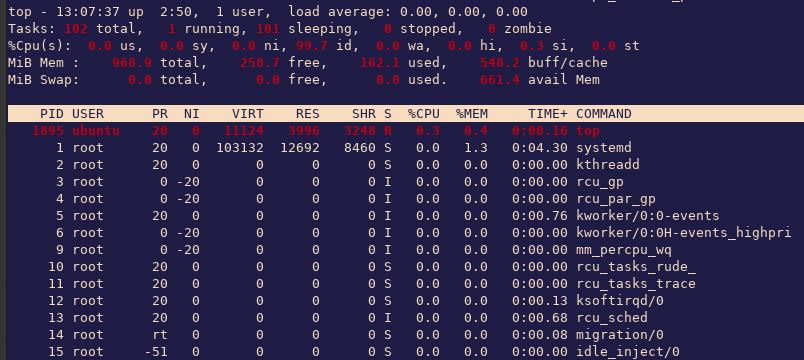 top - 13:07:37 up  2:50,  1 user,  load average: 0.00, 0.00, 0.00
Tasks: 102 total,   1 running, 101 sleeping,   0 stopped,   0 zombie
%Cpu(s):  0.0 us,  0.0 sy,  0.0 ni, 99.7 id,  0.0 wa,  0.0 hi,  0.3 si,  0.0 st
MiB Mem :    968.9 total,    258.7 free,    162.1 used,    548.2 buff/cache
MiB Swap:      0.0 total,      0.0 free,      0.0 used.    661.4 avail Mem
PID USER      PR  NI    VIRT    RES    SHR S  %CPU  %MEM     TIME+ COMMAND
1895 ubuntu    20   0   11124   3996   3248 R   0.3   0.4   0:00.16 top
1 root      20   0  103132  12692   8460 S   0.0   1.3   0:04.30 systemd
2 root      20   0       0      0      0 S   0.0   0.0   0:00.00 kthreadd
3 root       0 -20       0      0      0 I   0.0   0.0   0:00.00 rcu_gp
4 root       0 -20       0      0      0 I   0.0   0.0   0:00.00 rcu_par_gp
5 root      20   0       0      0      0 I   0.0   0.0   0:00.76 kworker/0:0-events
6 root       0 -20       0      0      0 I   0.0   0.0   0:00.00 kworker/0:0H-events_highpri
9 root       0 -20       0      0      0 I   0.0   0.0   0:00.00 mm_percpu_wq
10 root      20   0       0      0      0 S   0.0   0.0   0:00.00 rcu_tasks_rude_
11 root      20   0       0      0      0 S   0.0   0.0   0:00.00 rcu_tasks_trace
12 root      20   0       0      0      0 S   0.0   0.0   0:00.13 ksoftirqd/0
13 root      20   0       0      0      0 I   0.0   0.0   0:00.68 rcu_sched
14 root      rt   0       0      0      0 S   0.0   0.0   0:00.08 migration/0
15 root     -51   0       0      0      0 S   0.0   0.0   0:00.00 idle_inject/0